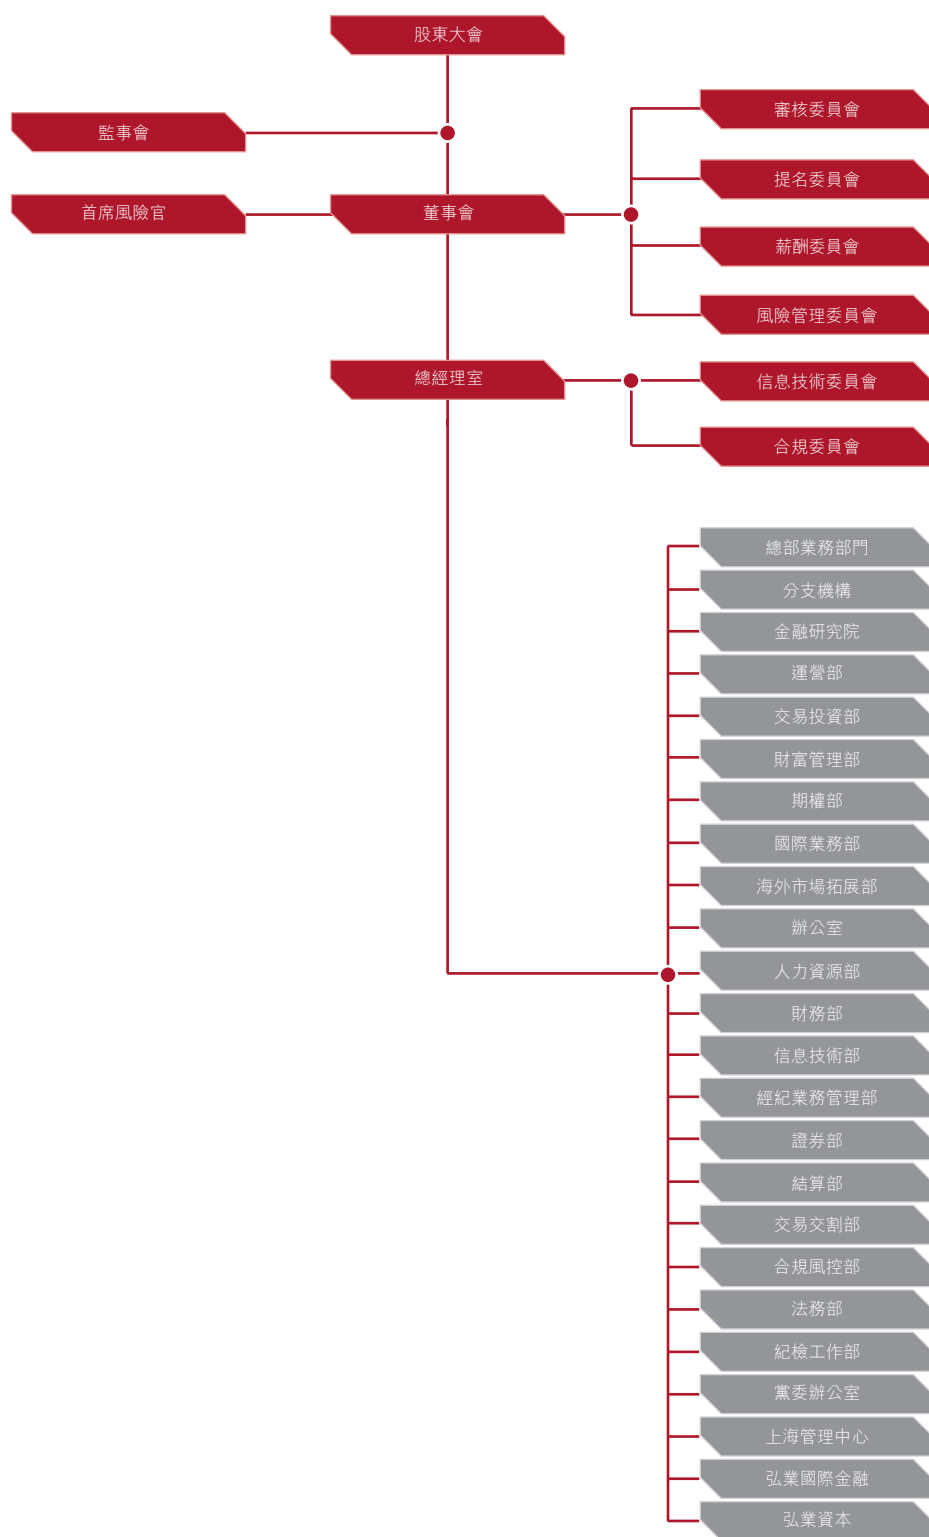 股東大會
監事會
首席風險官
董事會
審核委員會
提名委員會
薪酬委員會
風險管理委員會
總經理室
信息技術委員會
合規委員會
總部業務部門
分支機構
金融研究院
運營部
交易投資部
財富管理部
期權部
國際業務部
海外市場拓展部
辦公室
人力資源部
財務部
信息技術部
經紀業務管理部
證券部
結算部
交易交割部
合規風控部
法務部
紀檢工作部
黨委辦公室
上海管理中心
弘業國際金融
弘業資本